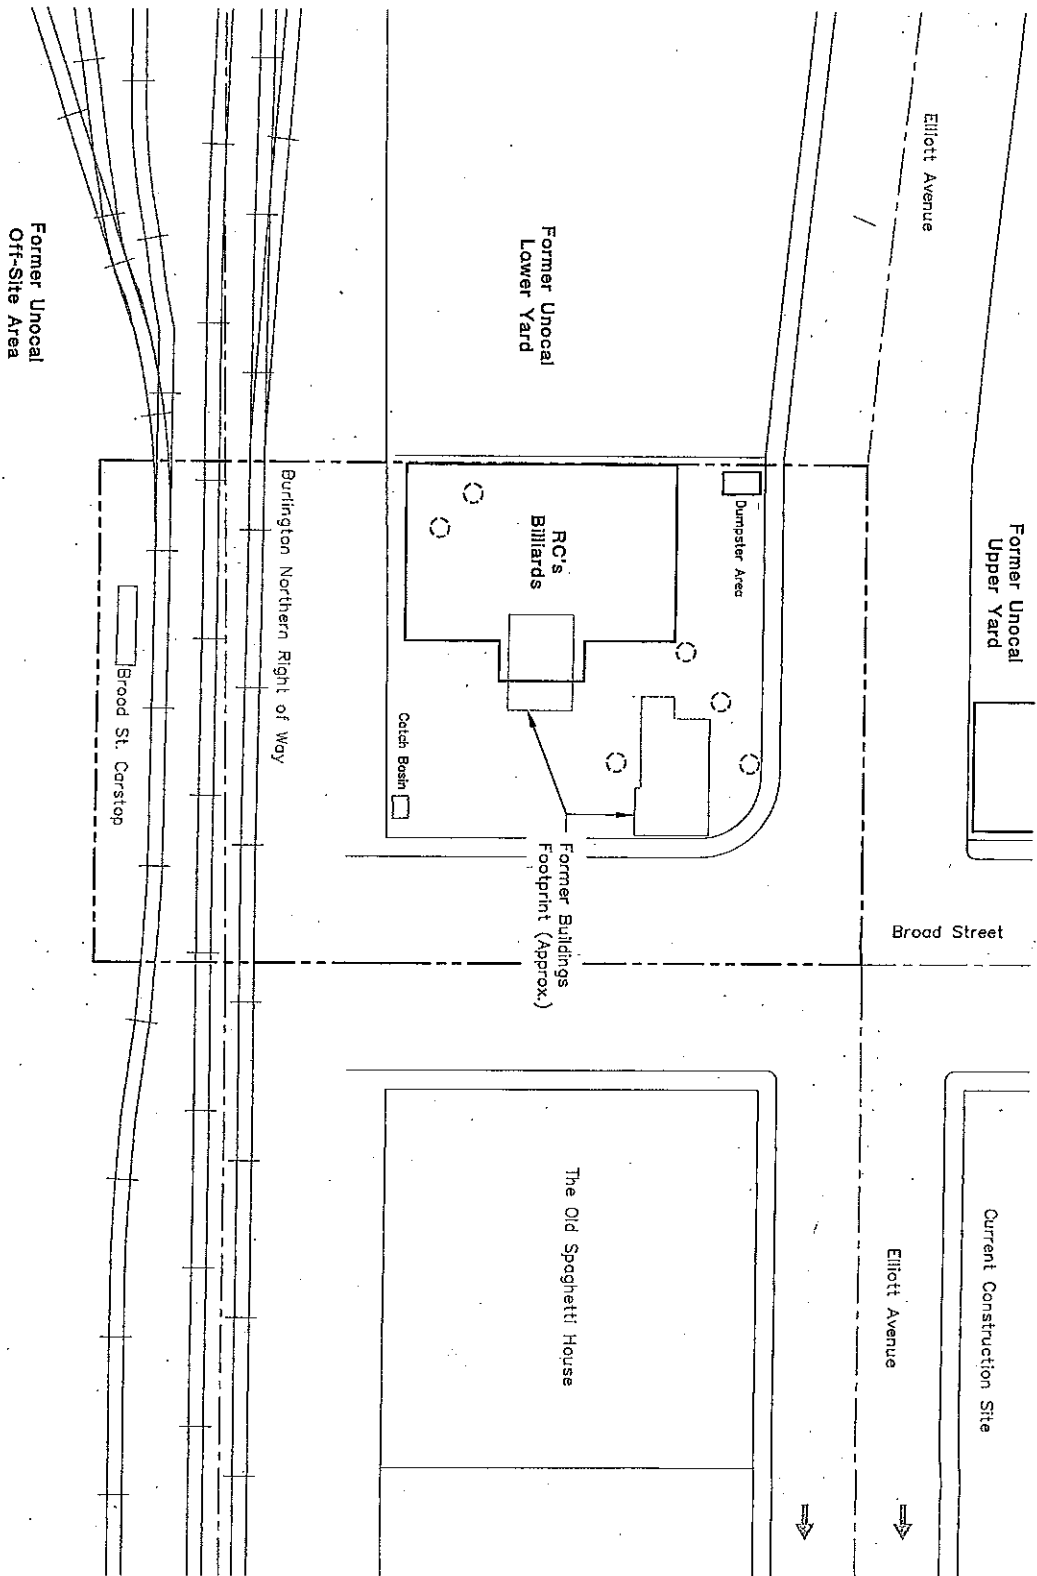 Elliott Avenue
Former Unocal
Upper Yard
Former Unocal
Lower Yard
Former Unocal
Off-Site Area
Dumpster Area
RC's
Billiards
Burlington Northern Right of Way
Broad St. Carstop
Catch Basin
Former Buildings
Footprint (Approx.)
Broad Street
The Old Spaghetti House
Elliott Avenue
Current Construction Site